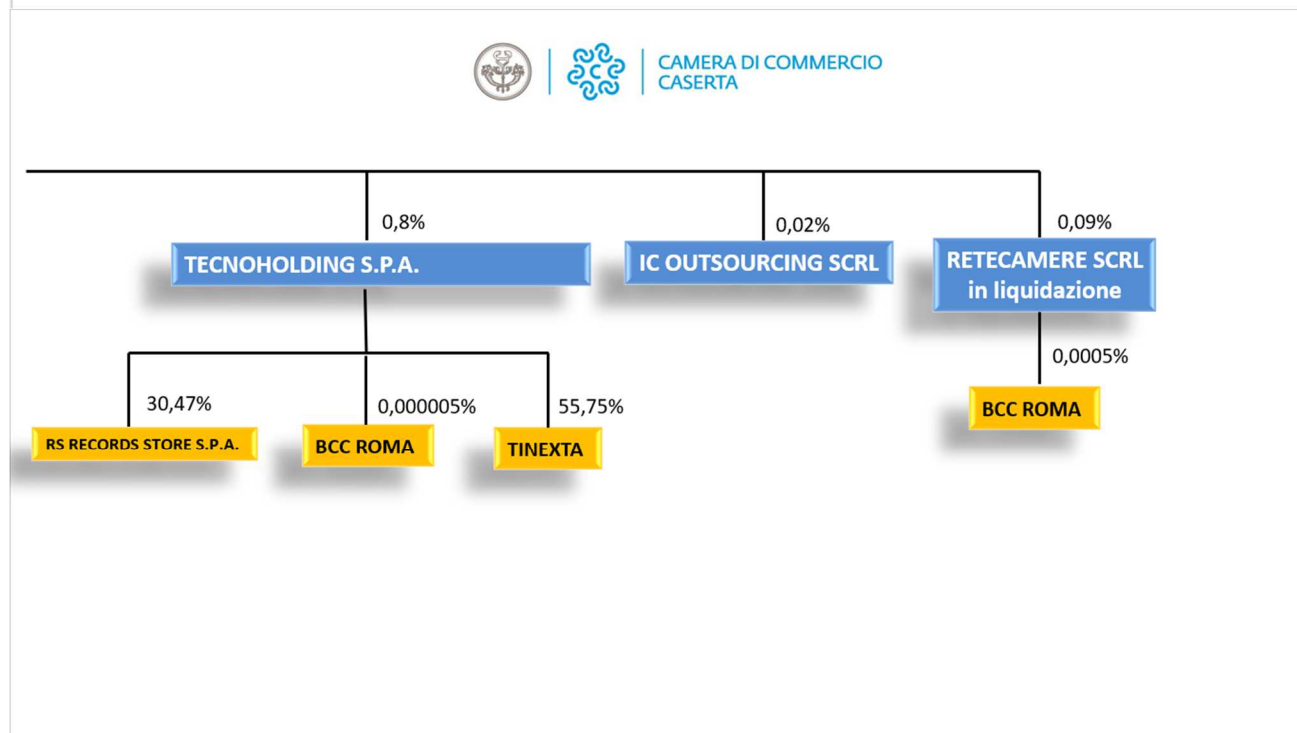 CAMERA DI COMMERCIO
CASERTA
0,8%
0,02%
0,09%
TECNOHOLDING S.P.A.
IC OUTSOURCING SCRL
RETECAMERE SCRL
in liquidazione
0,0005%
30,47%
0,000005%
55,75%
BCC ROMA
RS RECORDS STORE S.P.A.
BCC ROMA
TINEXTA